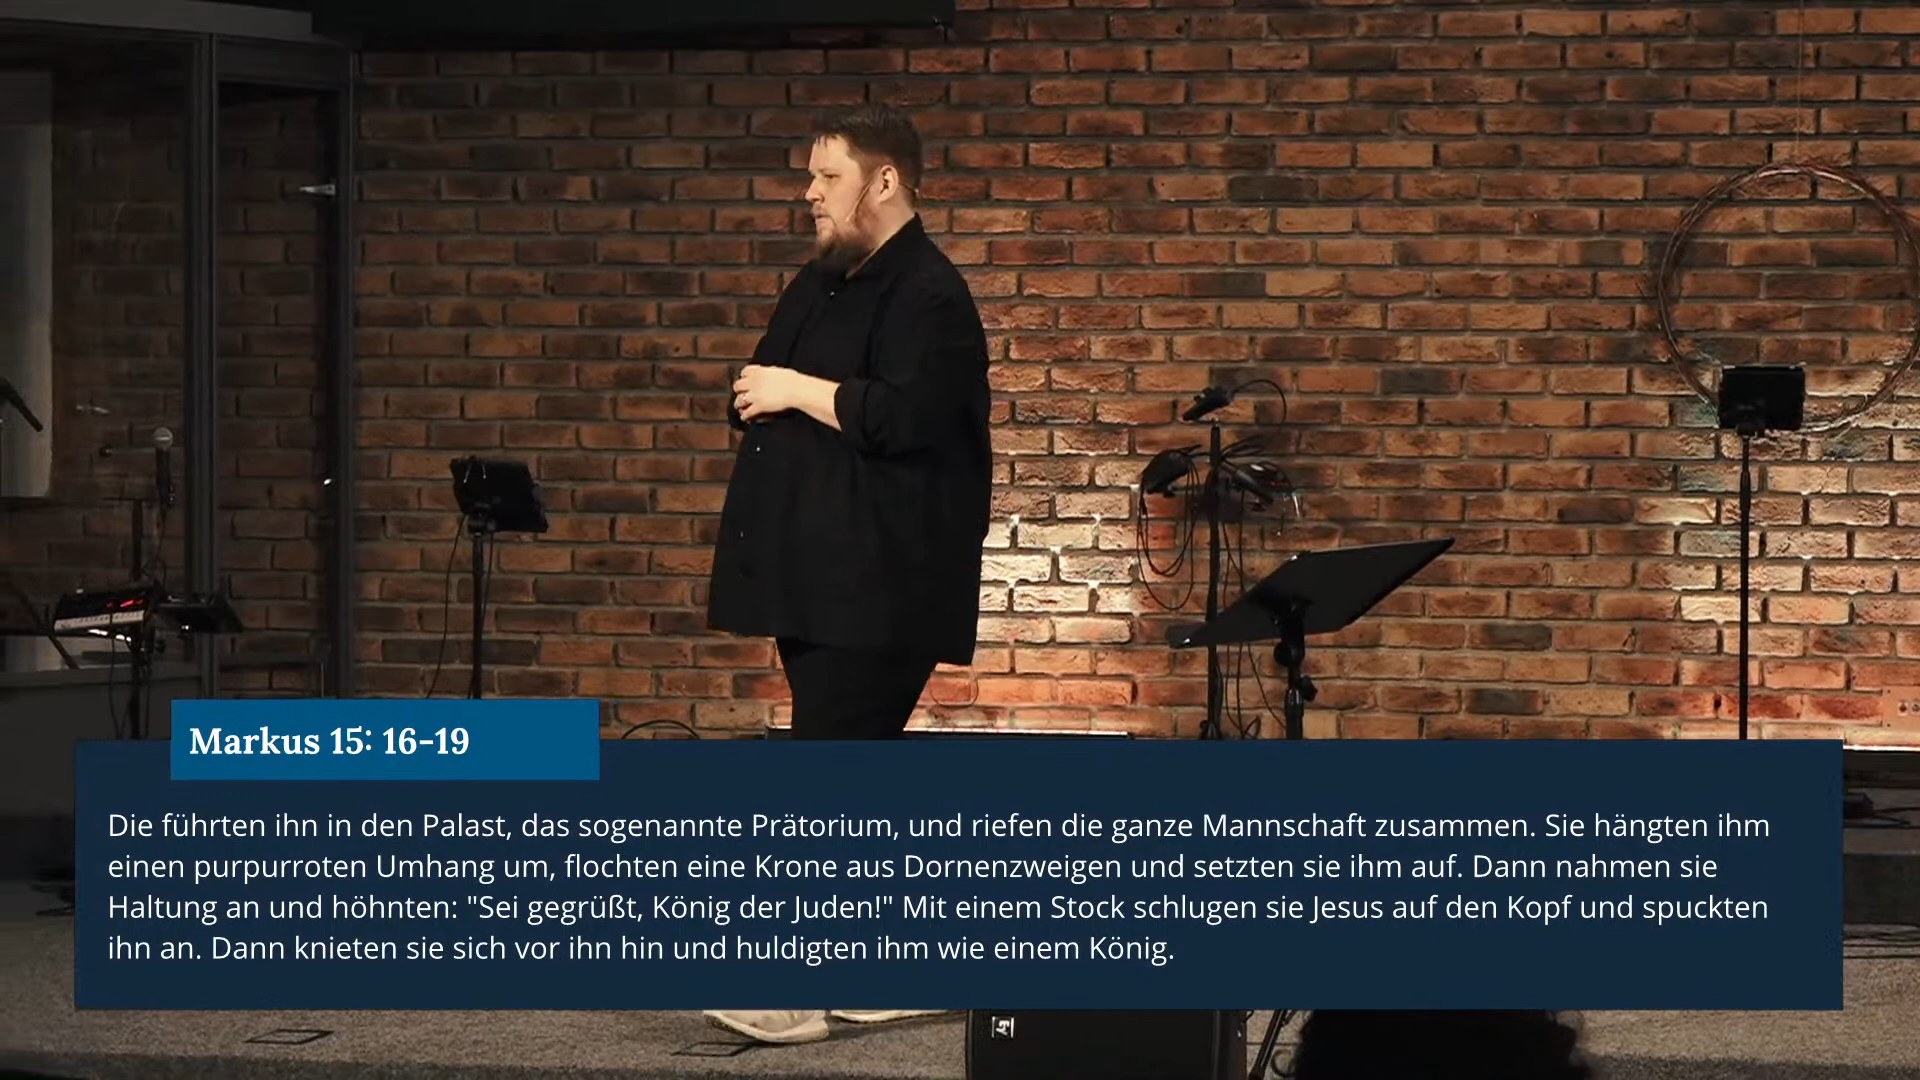 Markus 15: 16-19
Die führten ihn in den Palast, das sogenannte Prätorium, und riefen die ganze Mannschaft zusammen. Sie hängten ihm
einen purpurroten Umhang um, flochten eine Krone aus Dornenzweigen und setzten sie ihm auf. Dann nahmen sie
Haltung an und höhnten: "Sei gegrüßt, König der Juden!" Mit einem Stock schlugen sie Jesus auf den Kopf und spuckten
ihn an. Dann knieten sie sich vor ihn hin und huldigten ihm wie einem König.